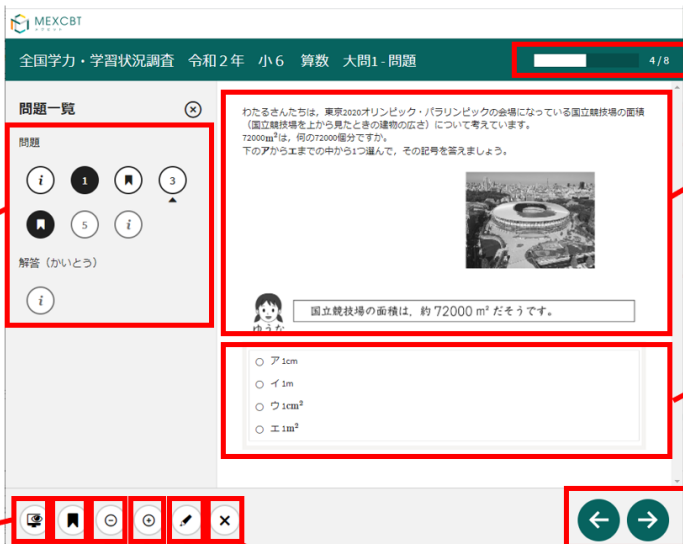 MEXCBT
全国学力・学習状況調査 令和2年 小6 算数 大問1-問題
4/8
問題一覧
問題
i 1 3
5 i
解答（かいとう）
i
わたるさんたちは，東京2020オリンピック・パラリンピックの会場になっている国立競技場の面積
（国立競技場を上から見たときの建物の広さ）について考えています。
72000m²は，何の72000個分ですか。
下のアからエまでの中から1つ選んで，その記号を答えましょう。
国立競技場の面積は，約 72000 m² だそうです。
ゆうな
ア 1cm
イ 1m
ウ 1cm²
エ 1m²